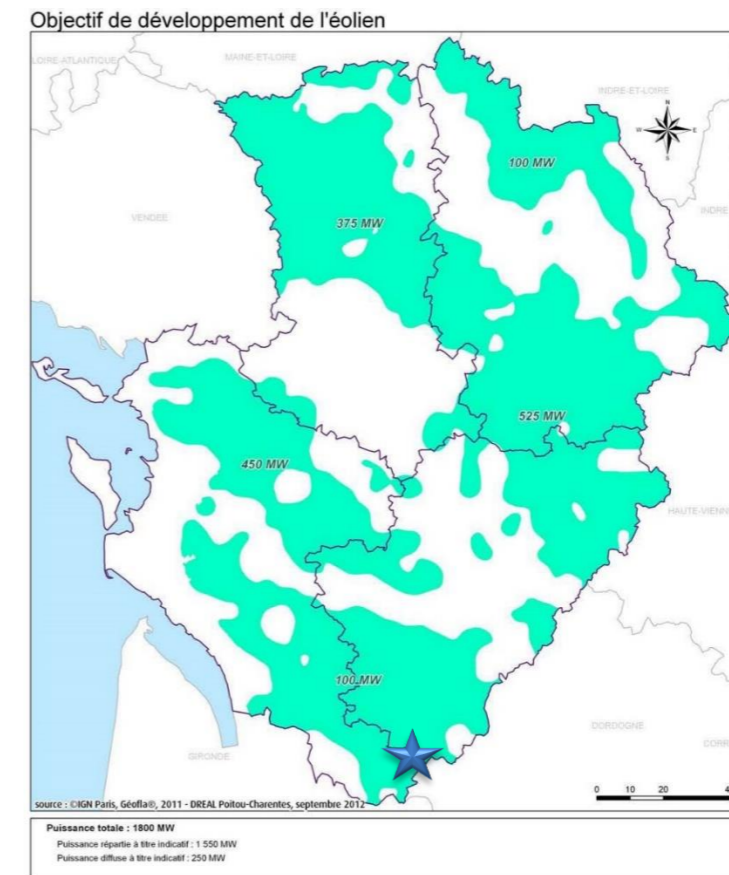 Objectif de développement de l'éolien
LOIRE-ATLANTIQUE
MAINE-ET-LOIRE
INDRE-ET-LOIRE
N
W E
S
100 MW
INDRE
VENDEE
375 MW
525 MW
450 MW
HAUTE-VIENNE
100 MW
DORDOGNE
CORR
GIRONDE
0 10 20 4
source : ©IGN Paris, Géofla®, 2011 - DREAL Poitou-Charentes, septembre 2012
Puissance totale : 1800 MW
Puissance répartie à titre indicatif : 1 550 MW
Puissance diffuse à titre indicatif : 250 MW